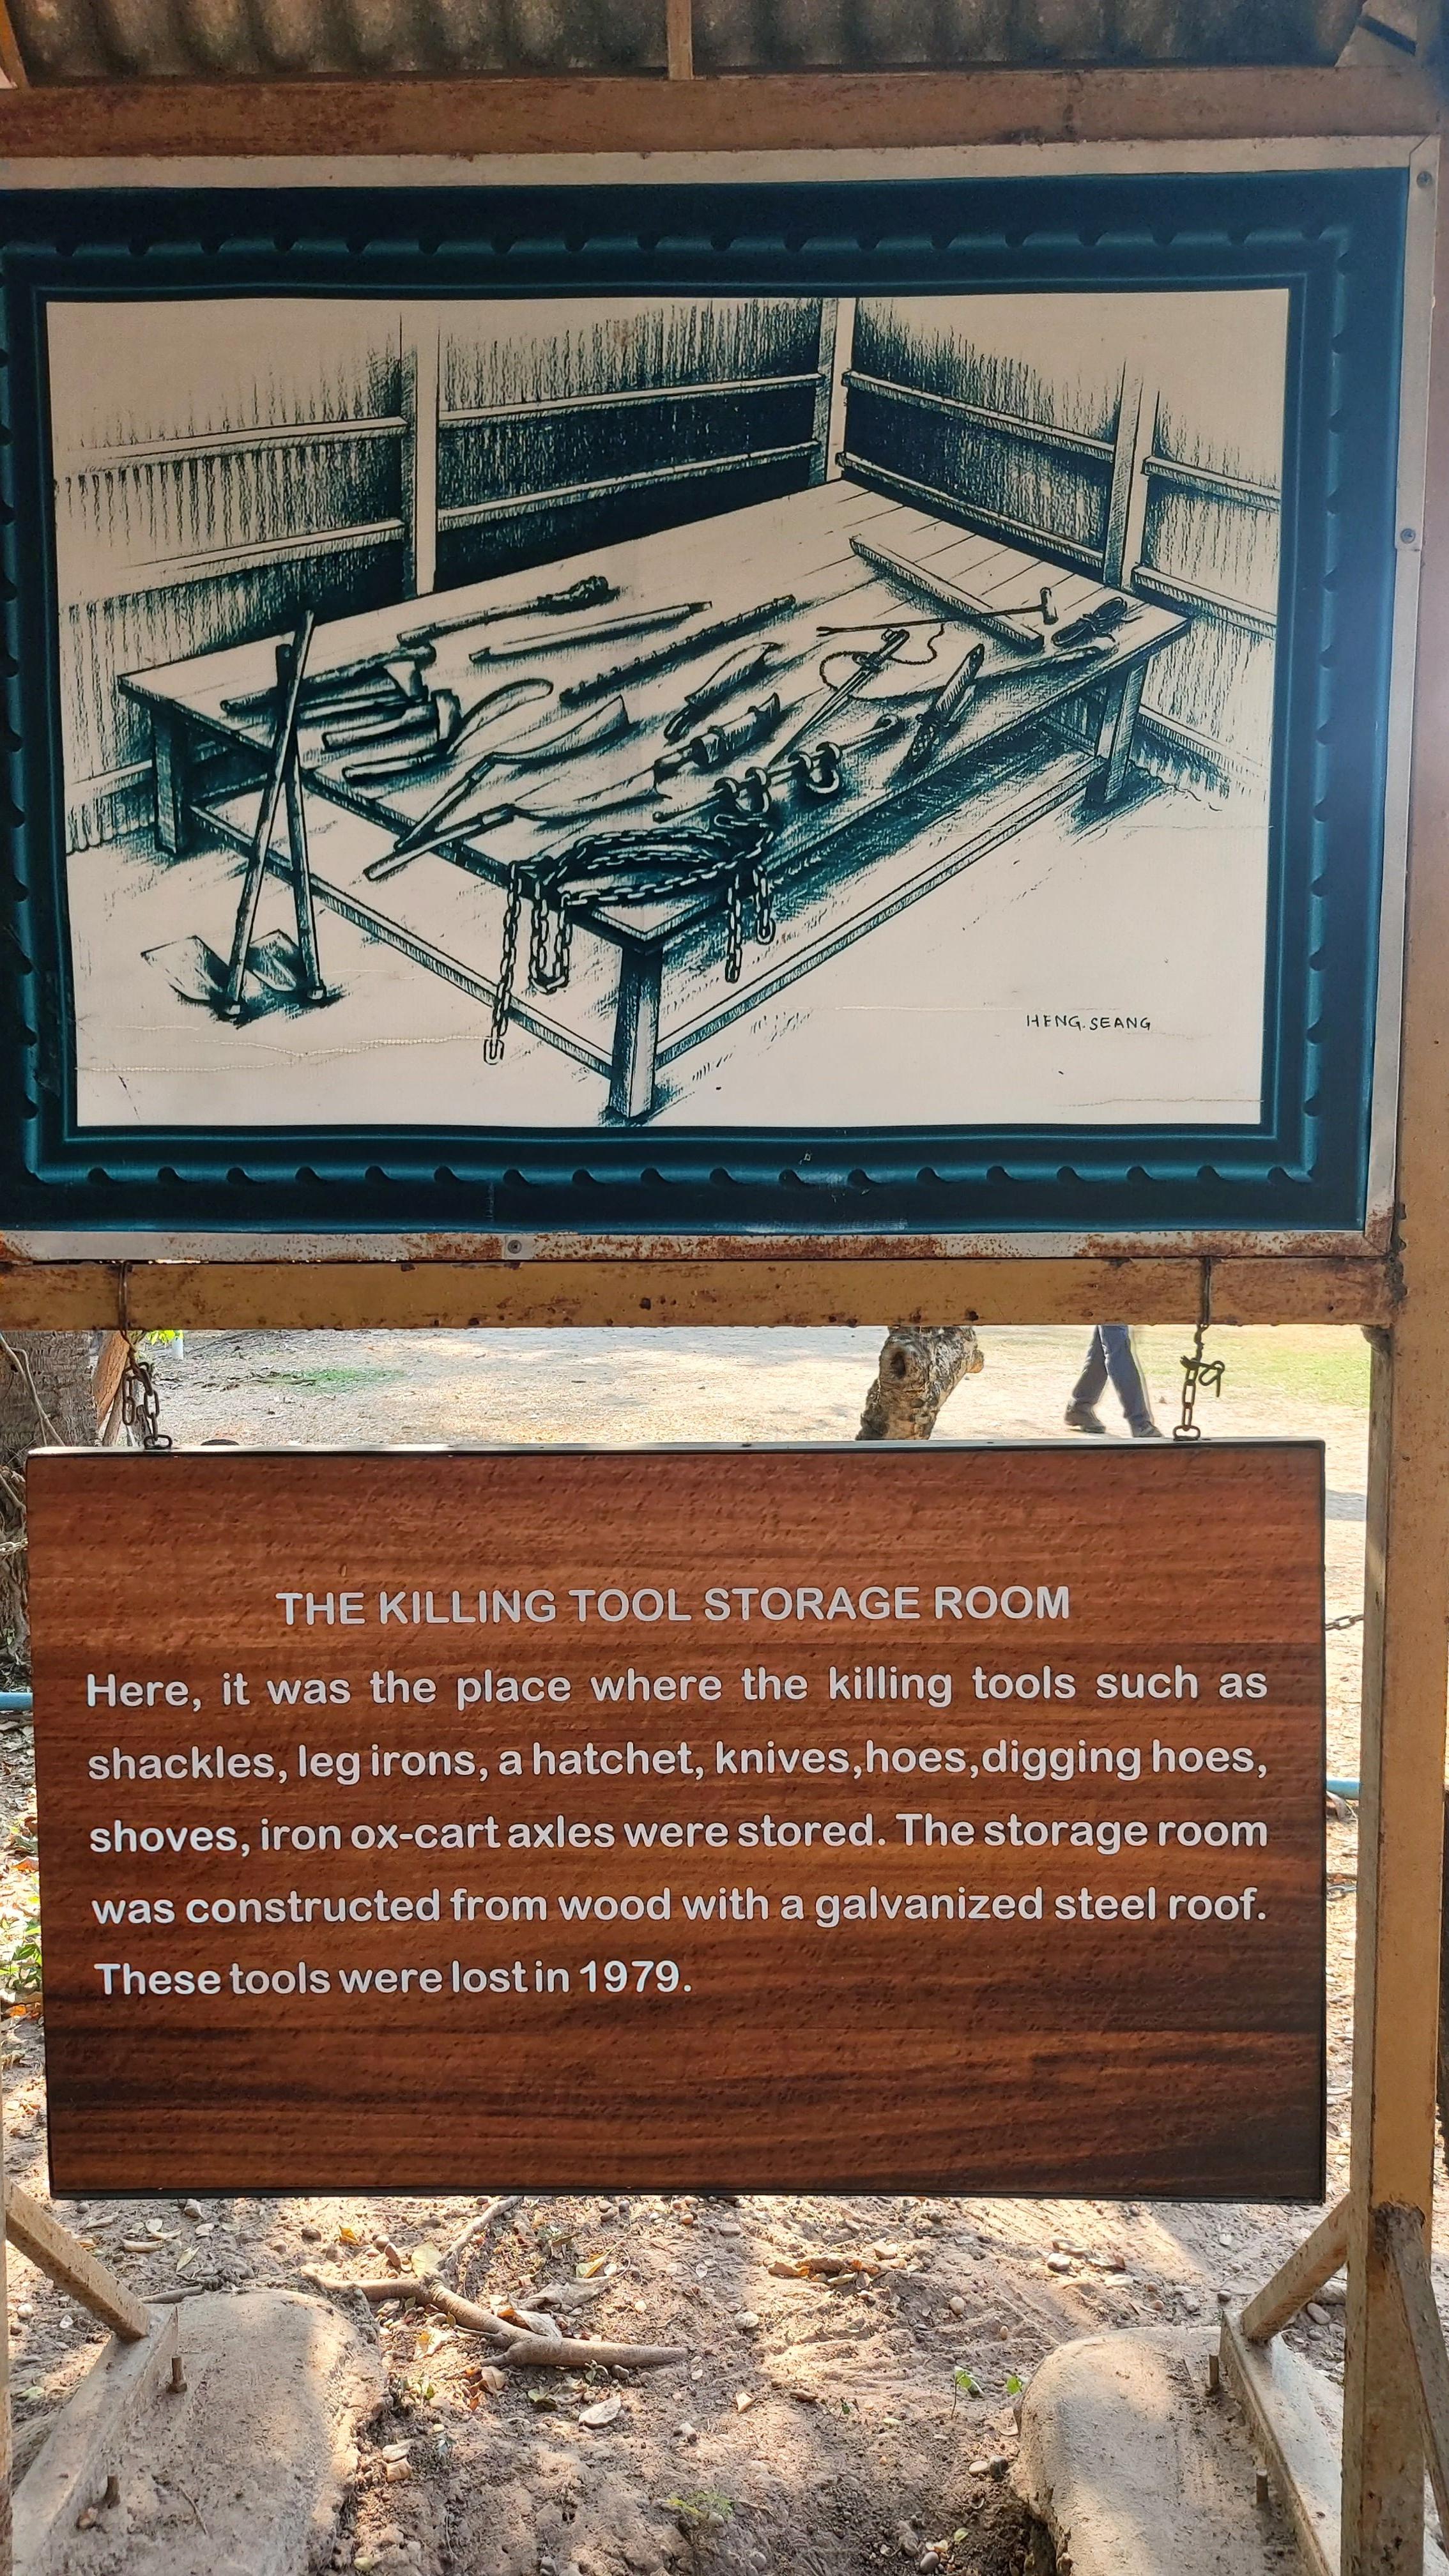 HENG.SEANG
THE KILLING TOOL STORAGE ROOM
Here, it was the place where the killing tools such as
shackles, leg irons, a hatchet, knives,hoes,digging hoes,
shoves, iron ox-cart axles were stored. The storage room
was constructed from wood with a galvanized steel roof.
These tools were lost in 1979.